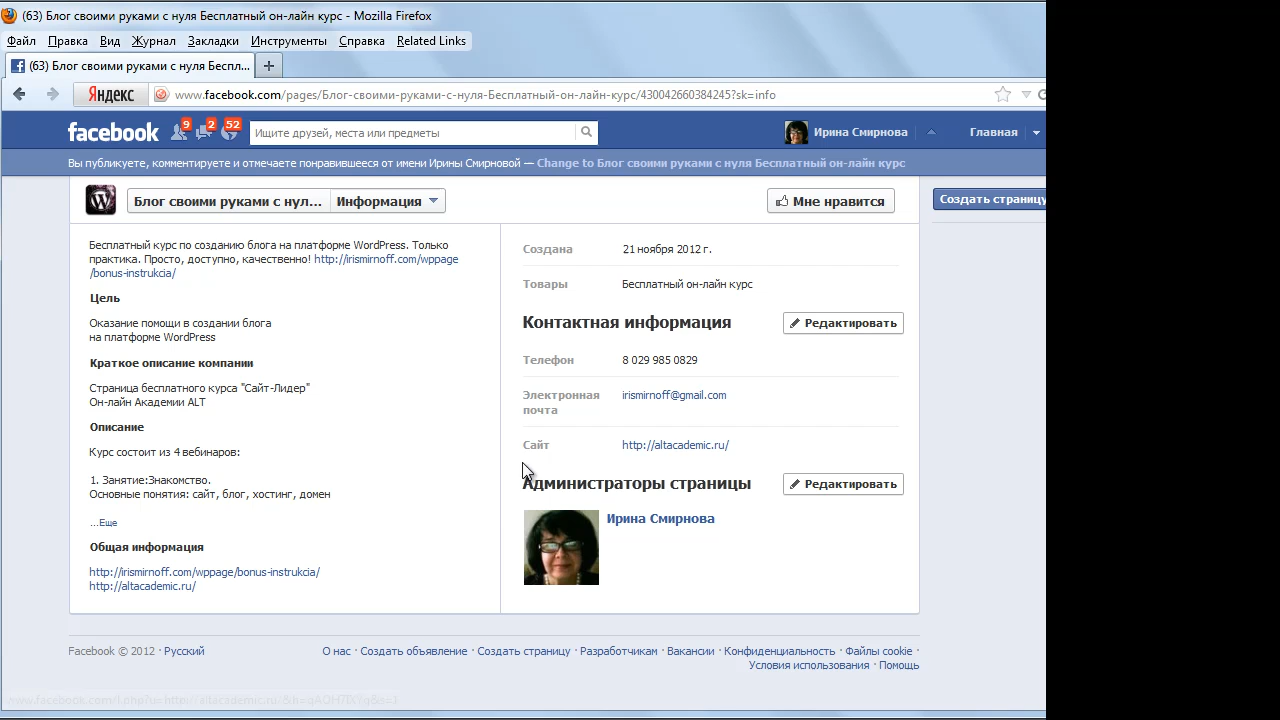 (63) Блог своими руками с нуля Бесплатный он-лайн курс - Mozilla Firefox
Файл Правка Вид Журнал Закладки Инструменты Справка Related Links
(63) Блог своими руками с нуля Беспл...
Яндекс www.facebook.com/pages/Блог-своими-руками-с-нуля-Бесплатный-он-лайн-курс/430042660384245?sk=info
facebook 9 2 52 Ищите друзей, места или предметы Ирина Смирнова Главная
Вы публикуете, комментируете и отмечаете понравившееся от имени Ирины Смирновой — Change to Блог своими руками с нуля Бесплатный он-лайн курс
Блог своими руками с нул... Информация Мне нравится Создать страницу
Бесплатный курс по созданию блога на платформе WordPress. Только
практика. Просто, доступно, качественно! http://irismirnoff.com/wppage
/bonus-instrukcia/
Цель
Оказание помощи в создании блога
на платформе WordPress
Краткое описание компании
Страница бесплатного курса "Сайт-Лидер"
Он-лайн Академии ALT
Описание
Курс состоит из 4 вебинаров:
1. Занятие:Знакомство.
Основные понятия: сайт, блог, хостинг, домен
...Еще
Общая информация
http://irismirnoff.com/wppage/bonus-instrukcia/
http://altacademic.ru/
Создана 21 ноября 2012 г.
Товары Бесплатный он-лайн курс
Контактная информация Редактировать
Телефон 8 029 985 0829
Электронная почта irismirnoff@gmail.com
Сайт http://altacademic.ru/
Администраторы страницы Редактировать
Ирина Смирнова
Facebook © 2012 · Русский
О нас · Создать объявление · Создать страницу · Разработчикам · Вакансии · Конфиденциальность · Файлы cookie ·
Условия использования · Помощь